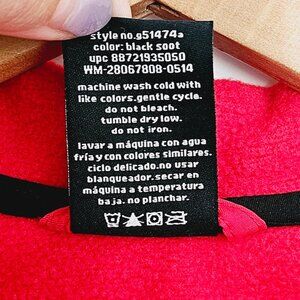 style no.g51474a
color: black soot
upc 88721935050
WM-28067808-0514
machine wash cold with
like colors.gentle cycle.
do not bleach.
tumble dry low.
do not iron.
lavar a máquina con agua
fría y con colores similares.
ciclo delicado.no usar
blanqueador.secar en
máquina a temperatura
baja. no planchar.